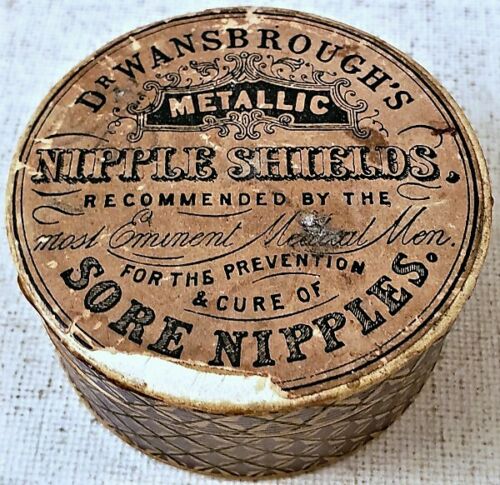 DR WANSBROUGH'S
METALLIC
NIPPLE SHIELDS.
RECOMMENDED BY THE
most Eminent Medical Men.
FOR THE PREVENTION
& CURE OF
SORE NIPPLES.